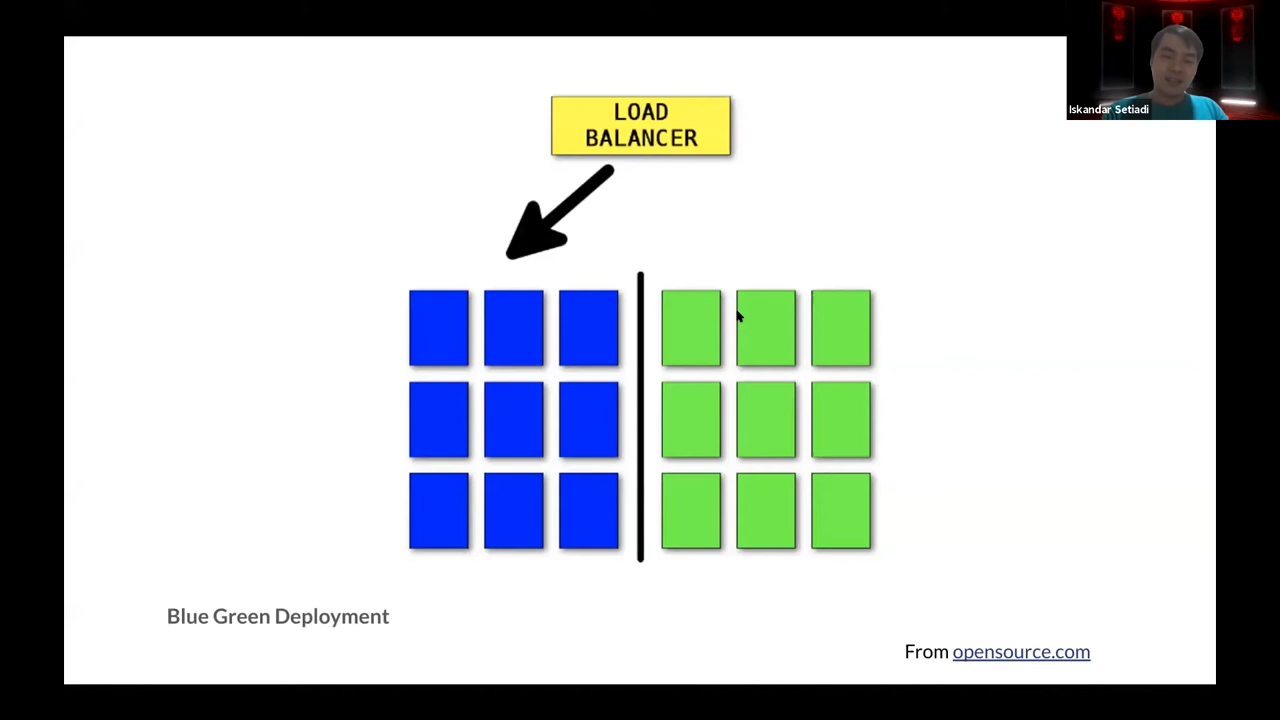 Iskandar Setiadi
LOAD
BALANCER
Blue Green Deployment
From opensource.com